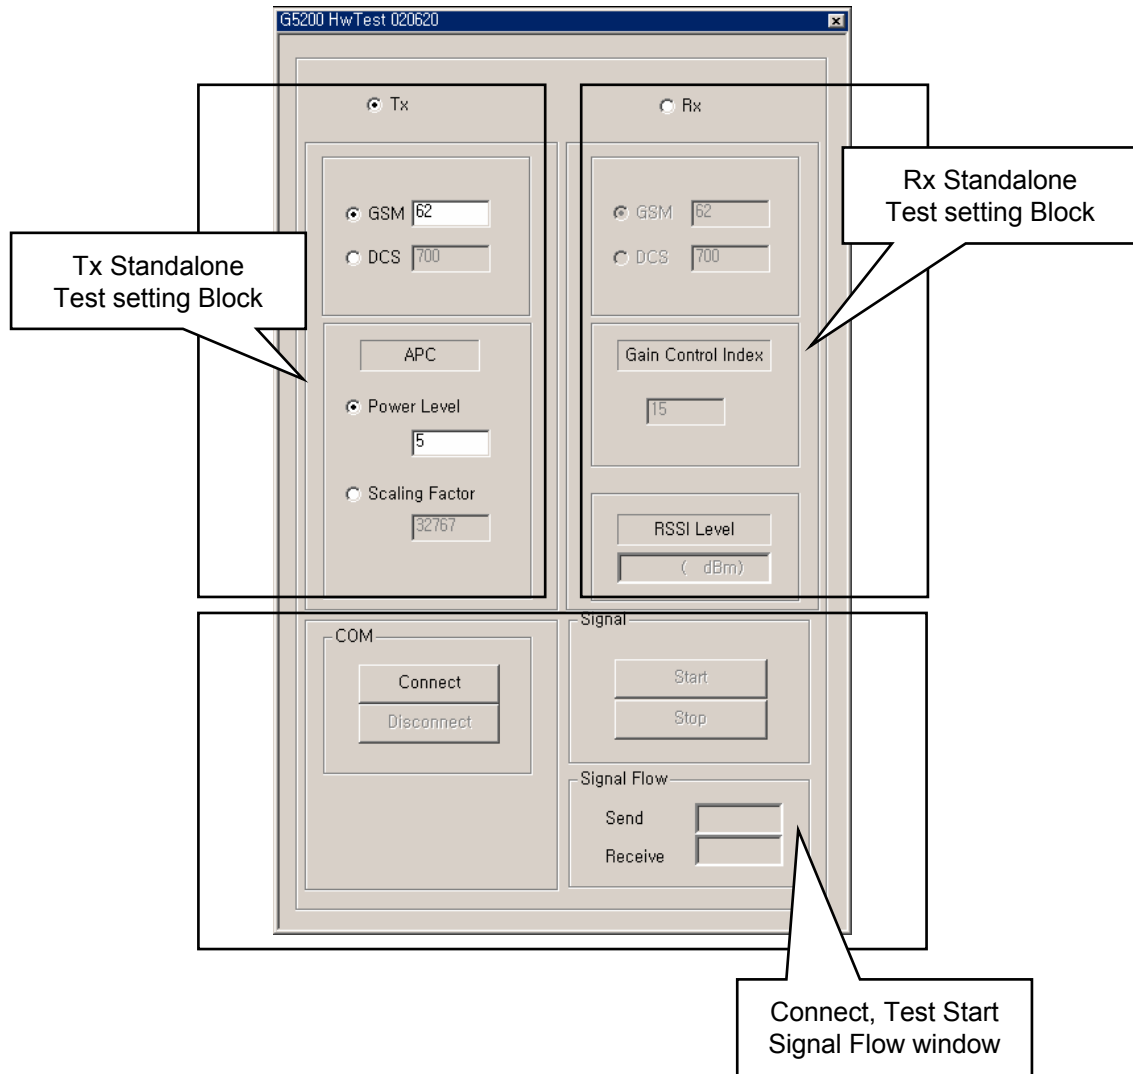 G5200 HwTest 020620
Tx
Rx
GSM 62
DCS 700
GSM 62
DCS 700
Rx Standalone
Test setting Block
Tx Standalone
Test setting Block
APC
Power Level
5
Scaling Factor
32767
Gain Control Index
15
RSSI Level
( dBm)
COM
Connect
Disconnect
Signal
Start
Stop
Signal Flow
Send
Receive
Connect, Test Start
Signal Flow window